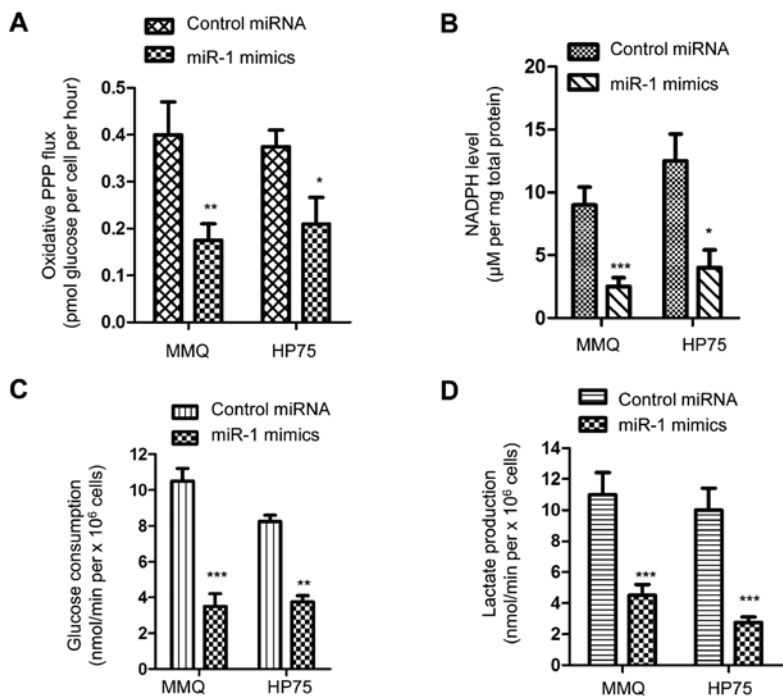 A
Control miRNA
miR-1 mimics
Oxidative PPP flux
(pmol glucose per cell per hour)
0.5
0.4
0.3
0.2
0.1
0.0
**
*
MMQ
HP75
B
Control miRNA
miR-1 mimics
NADPH level
(µM per mg total protein)
20
15
10
5
0
***
*
MMQ
HP75
C
Control miRNA
miR-1 mimics
Glucose consumption
(nmol/min per x 10⁶ cells)
12
10
8
6
4
2
0
***
**
MMQ
HP75
D
Control miRNA
miR-1 mimics
Lactate production
(nmol/min per x 10⁶ cells)
14
12
10
8
6
4
2
0
***
***
MMQ
HP75